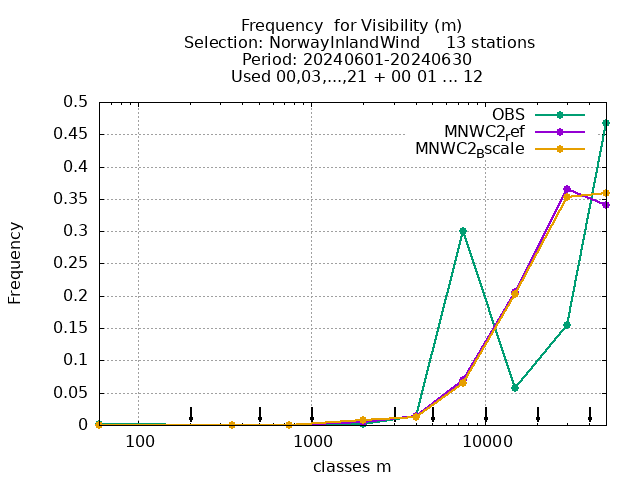 Frequency  for Visibility (m)
Selection: NorwayInlandWind     13 stations
Period: 20240601-20240630
Used 00,03,...,21 + 00 01 ... 12
0.5
OBS
0.45
MNWC2ref
0.4
MNWC2Bscale
0.35
0.3
0.25
0.2
0.15
0.1
0.05
0
Frequency
100 1000 10000
classes m